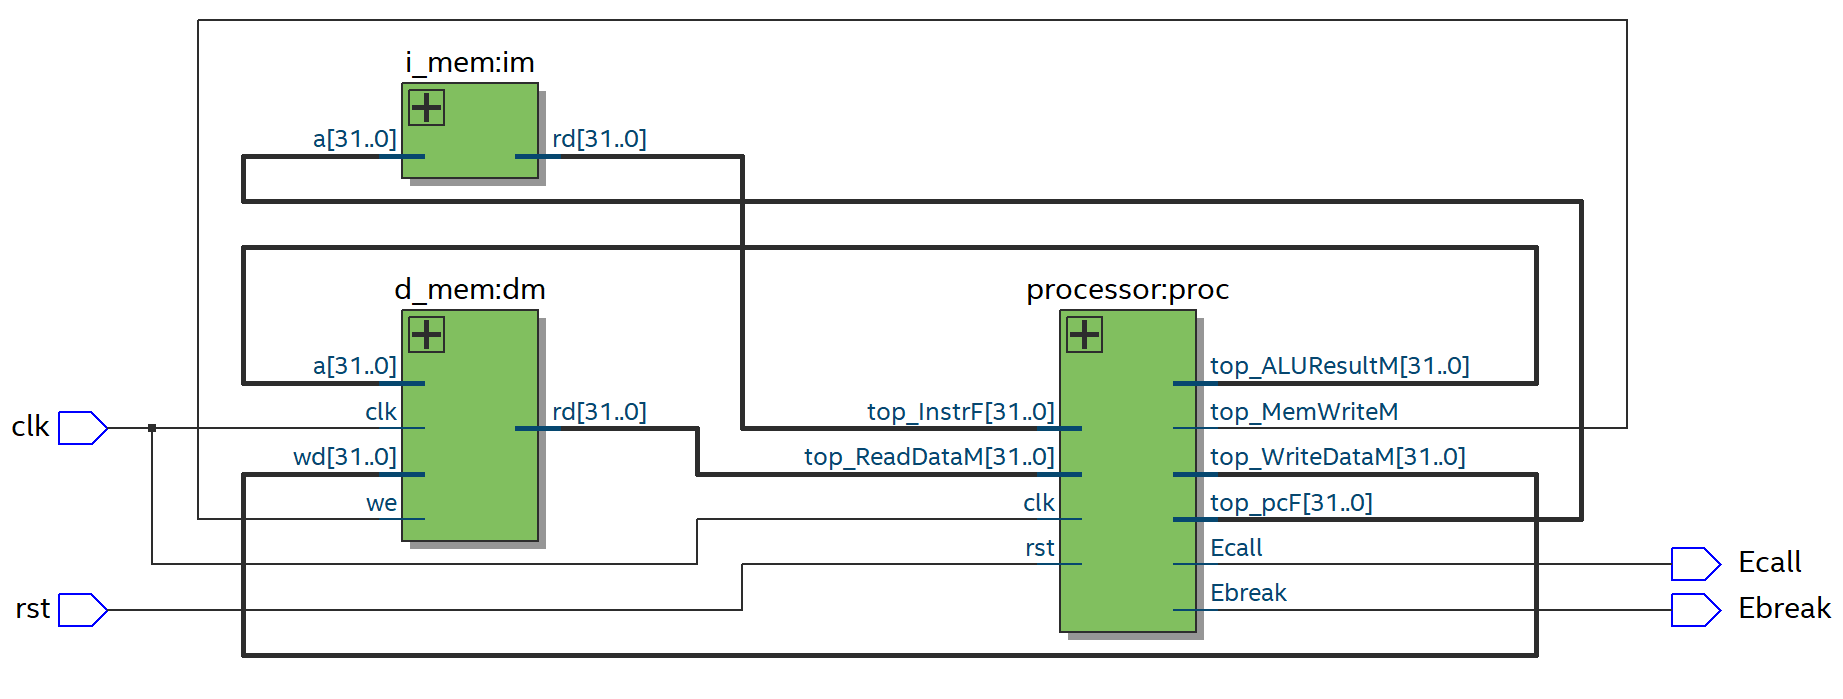 i_mem:im
a[31..0]
rd[31..0]
d_mem:dm
a[31..0]
clk
wd[31..0]
we
rd[31..0]
processor:proc
top_InstrF[31..0]
top_ReadDataM[31..0]
clk
rst
top_ALUResultM[31..0]
top_MemWriteM
top_WriteDataM[31..0]
top_pcF[31..0]
Ecall
Ebreak
clk
rst
Ecall
Ebreak